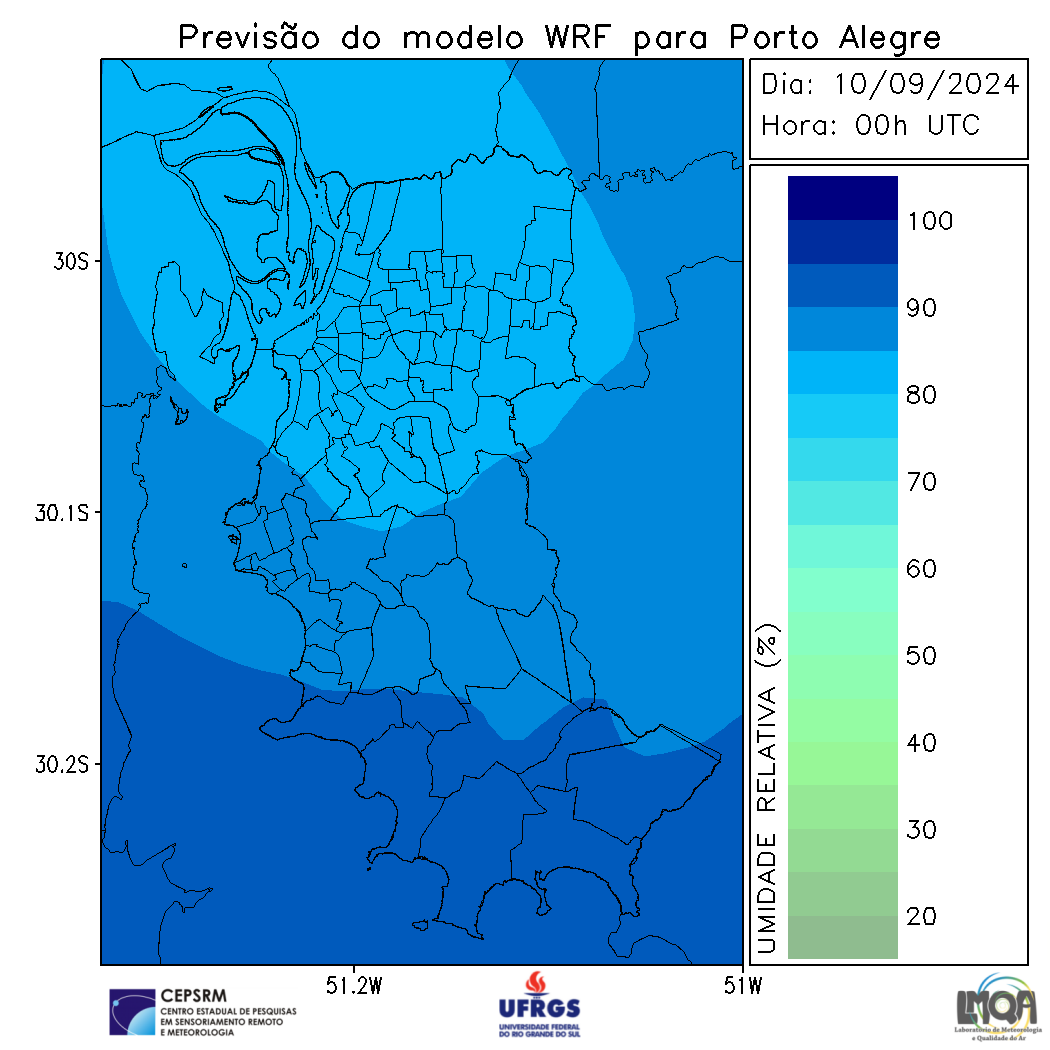 Previsão do modelo WRF para Porto Alegre
Dia: 10/09/2024
Hora: 00h UTC
30S
30.1S
30.2S
51.2W
51W
UMIDADE RELATIVA (%)
100
90
80
70
60
50
40
30
20
CEPSRM
CENTRO ESTADUAL DE PESQUISAS
EM SENSORIAMENTO REMOTO
E METEOROLOGIA
UFRGS
UNIVERSIDADE FEDERAL
DO RIO GRANDE DO SUL
LMQA
Laboratório de Meteorologia
e Qualidade do Ar